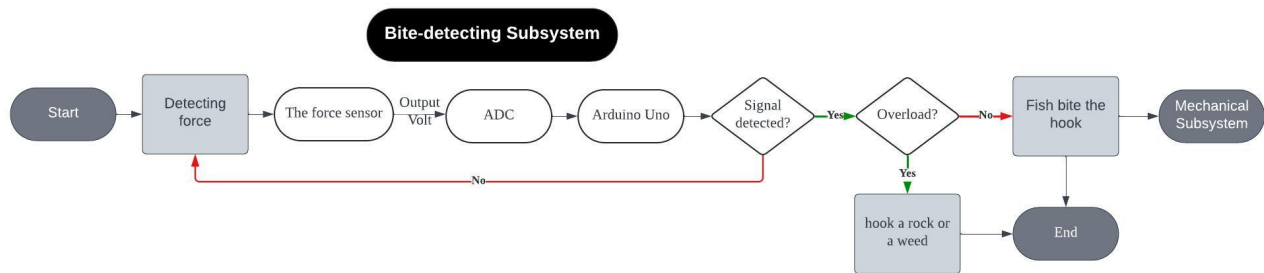 Bite-detecting Subsystem
Start
Detecting
force
The force sensor
Output
Volt
ADC
Arduino Uno
Signal
detected?
Yes
Overload?
No
Fish bite the
hook
Mechanical
Subsystem
No
Yes
hook a rock or
a weed
End